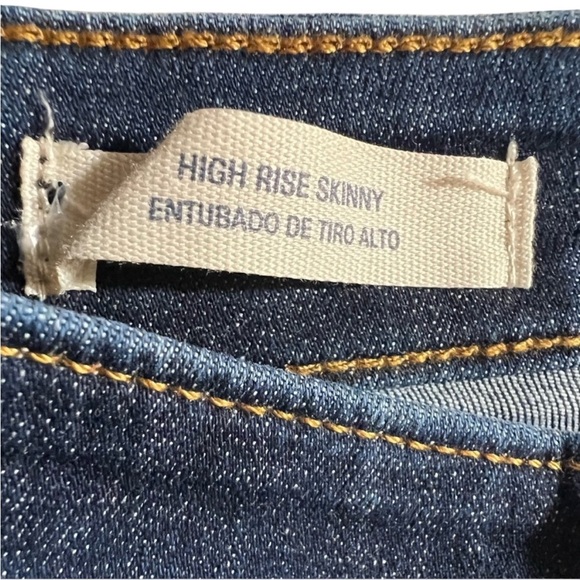 HIGH RISE SKINNY
ENTUBADO DE TIRO ALTO